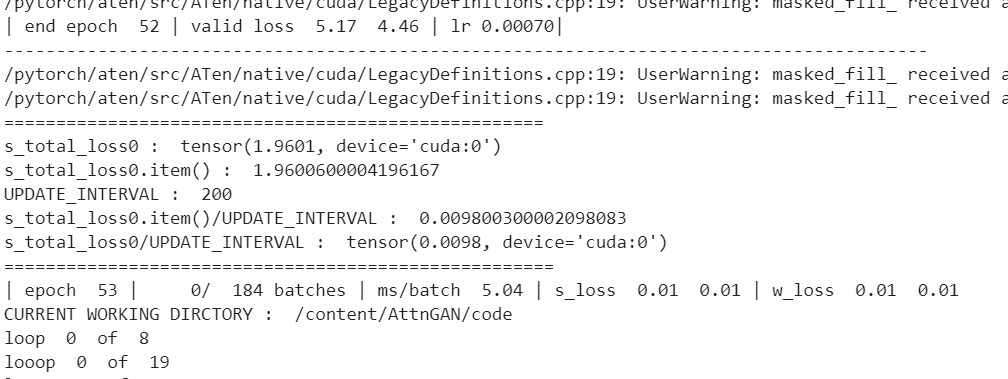 /pytorch/aten/src/ATen/native/cuda/LegacyDefinitions.cpp:19: UserWarning: masked_fill_ received a
| end epoch  52 | valid loss  5.17  4.46 | lr 0.00070|
-----------------------------------------------------------------------------------------
/pytorch/aten/src/ATen/native/cuda/LegacyDefinitions.cpp:19: UserWarning: masked_fill_ received a
/pytorch/aten/src/ATen/native/cuda/LegacyDefinitions.cpp:19: UserWarning: masked_fill_ received a
====================================================
s_total_loss0 :  tensor(1.9601, device='cuda:0')
s_total_loss0.item() :  1.9600600004196167
UPDATE_INTERVAL :  200
s_total_loss0.item()/UPDATE_INTERVAL :  0.009800300002098083
s_total_loss0/UPDATE_INTERVAL :  tensor(0.0098, device='cuda:0')
=====================================================
| epoch  53 |     0/  184 batches | ms/batch  5.04 | s_loss  0.01  0.01 | w_loss  0.01  0.01
CURRENT WORKING DIRCTORY :  /content/AttnGAN/code
loop  0  of  8
looop  0  of  19